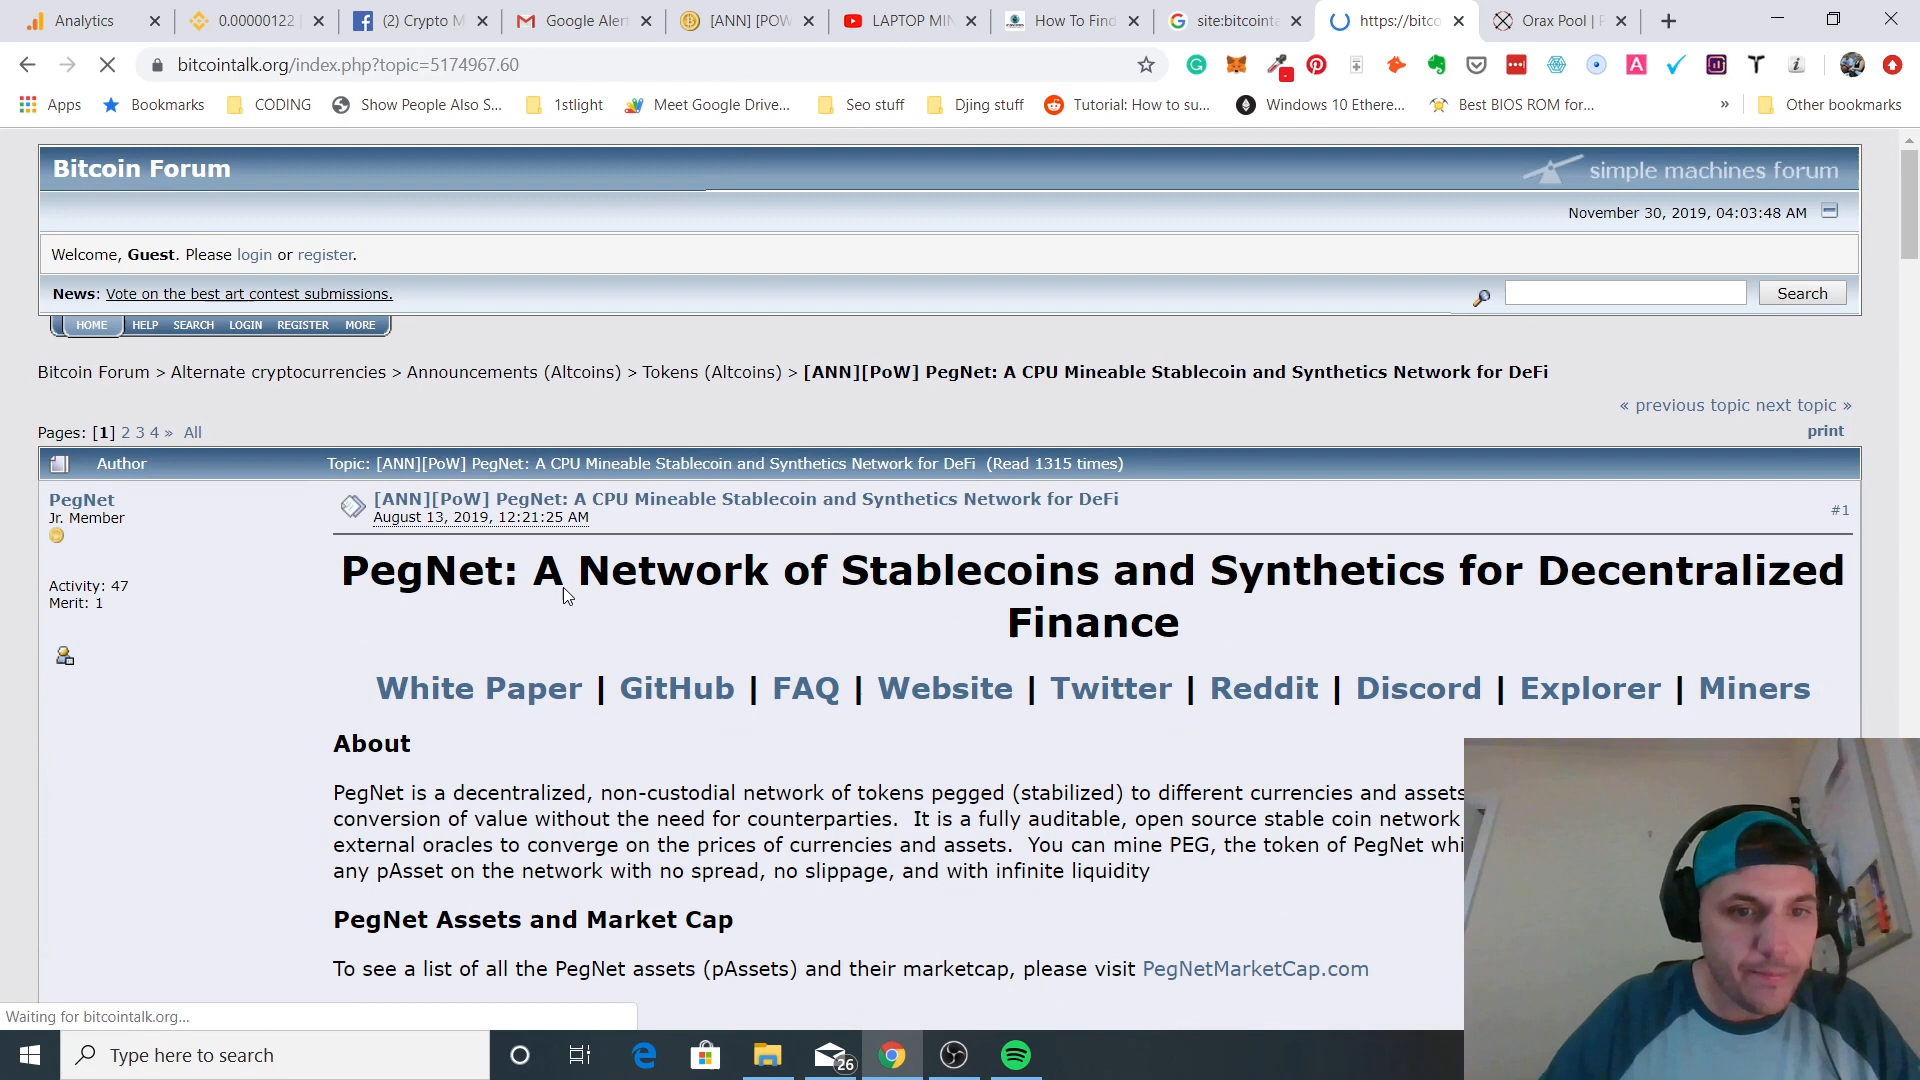 Analytics
0.00000122
(2) Crypto M
Google Aler
[ANN] [POW
LAPTOP MIN
How To Find
site:bitcointa
https://bitco
Orax Pool | P
bitcointalk.org/index.php?topic=5174967.60
Apps
Bookmarks
CODING
Show People Also S...
1stlight
Meet Google Drive...
Seo stuff
Djing stuff
Tutorial: How to su...
Windows 10 Ethere...
Best BIOS ROM for...
»
Other bookmarks
Bitcoin Forum
simple machines forum
November 30, 2019, 04:03:48 AM
Welcome, Guest. Please login or register.
News: Vote on the best art contest submissions.
Search
HOME HELP SEARCH LOGIN REGISTER MORE
Bitcoin Forum > Alternate cryptocurrencies > Announcements (Altcoins) > Tokens (Altcoins) > [ANN][PoW] PegNet: A CPU Mineable Stablecoin and Synthetics Network for DeFi
« previous topic next topic »
Pages: [1] 2 3 4 » All
print
Author
Topic: [ANN][PoW] PegNet: A CPU Mineable Stablecoin and Synthetics Network for DeFi (Read 1315 times)
PegNet
Jr. Member
Activity: 47
Merit: 1
[ANN][PoW] PegNet: A CPU Mineable Stablecoin and Synthetics Network for DeFi
August 13, 2019, 12:21:25 AM
#1
PegNet: A Network of Stablecoins and Synthetics for Decentralized
Finance
White Paper | GitHub | FAQ | Website | Twitter | Reddit | Discord | Explorer | Miners
About
PegNet is a decentralized, non-custodial network of tokens pegged (stabilized) to different currencies and assets
conversion of value without the need for counterparties. It is a fully auditable, open source stable coin network
external oracles to converge on the prices of currencies and assets. You can mine PEG, the token of PegNet whi
any pAsset on the network with no spread, no slippage, and with infinite liquidity
PegNet Assets and Market Cap
To see a list of all the PegNet assets (pAssets) and their marketcap, please visit PegNetMarketCap.com
Waiting for bitcointalk.org...
Type here to search
26